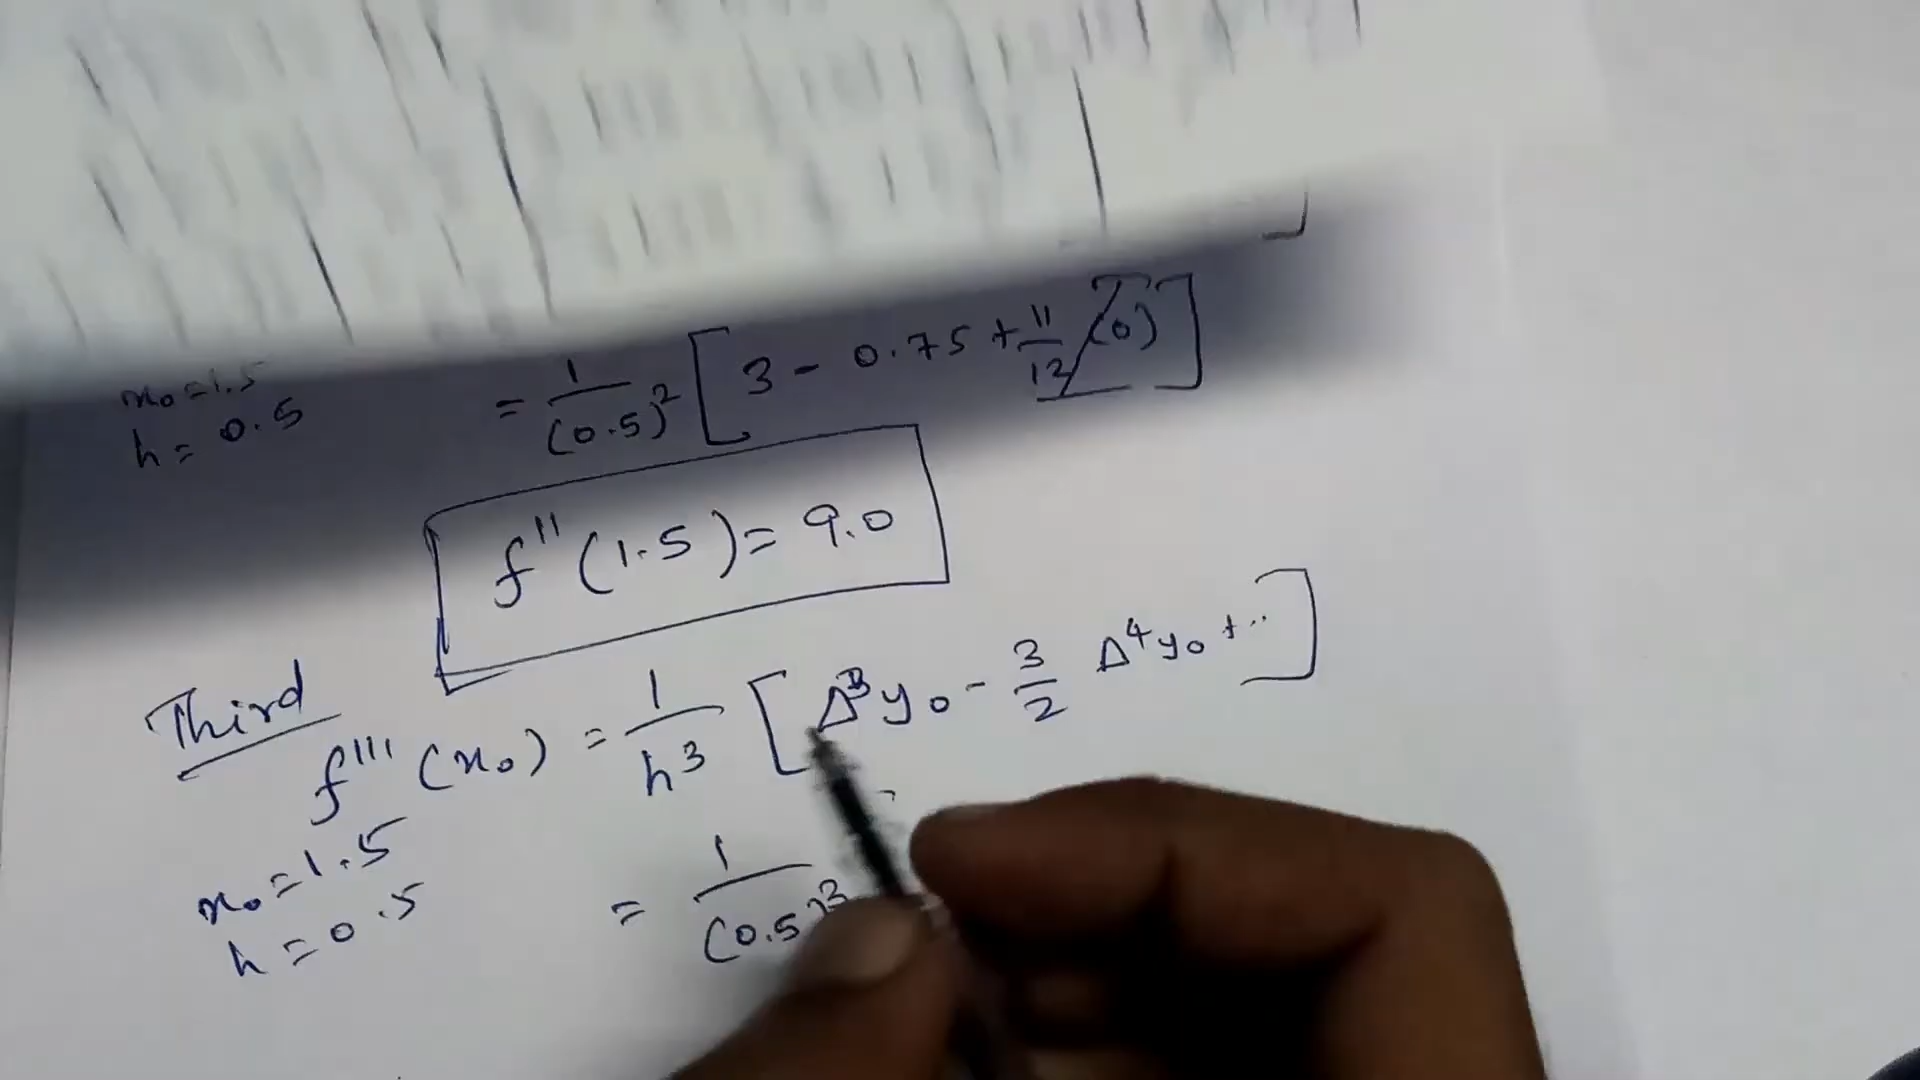 x₀=1.5
h=0.5
= 1/(0.5)² [3 - 0.75 + 11/12 (0)]
f''(1.5)= 9.0
Third
f'''(x₀) = 1/h³ [Δ³y₀ - 3/2 Δ⁴y₀ +..]
x₀=1.5
h=0.5
= 1/(0.5)³